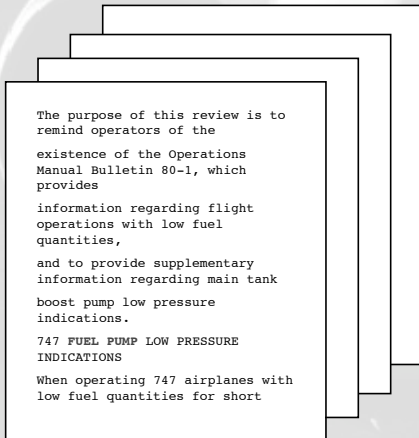 The purpose of this review is to
remind operators of the
existence of the Operations
Manual Bulletin 80-1, which
provides
information regarding flight
operations with low fuel
quantities,
and to provide supplementary
information regarding main tank
boost pump low pressure
indications.
747 FUEL PUMP LOW PRESSURE
INDICATIONS
When operating 747 airplanes with
low fuel quantities for short